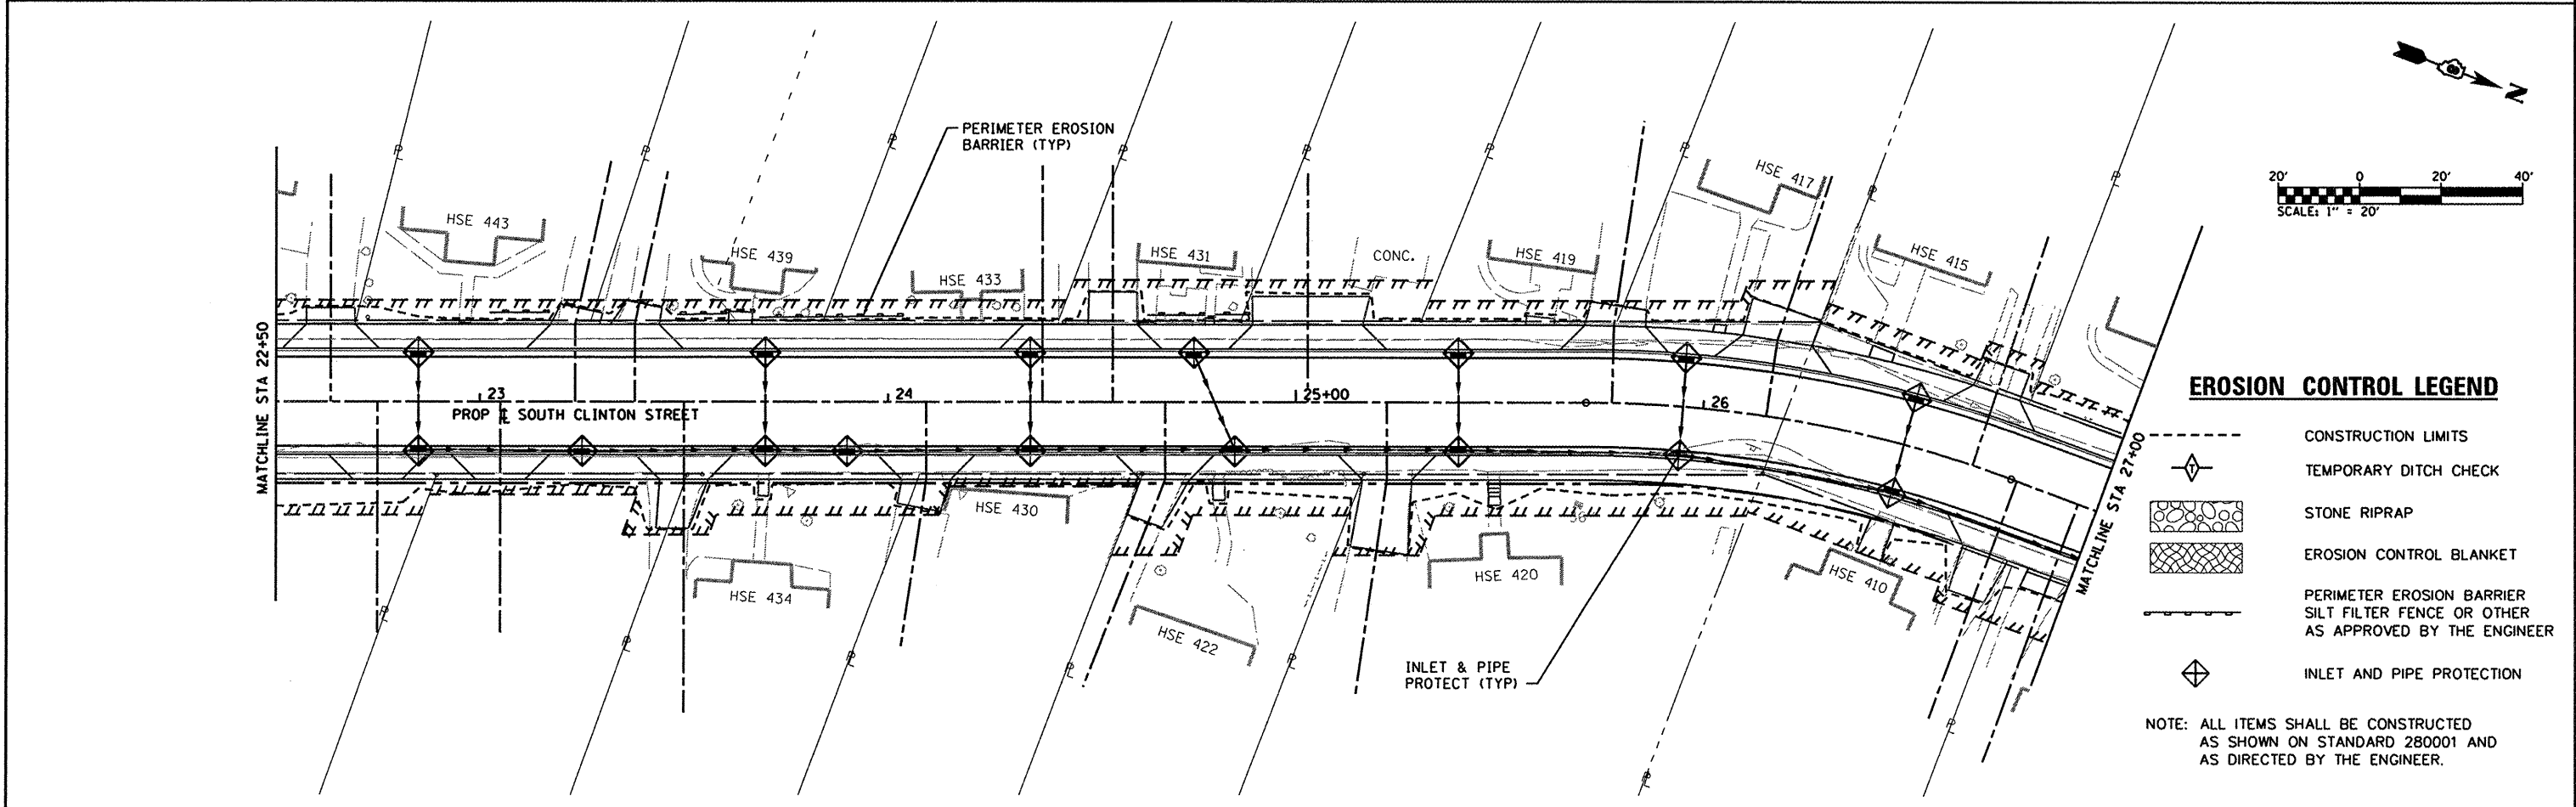 PERIMETER EROSION
BARRIER (TYP)
N
20' 0 20' 40'
SCALE: 1" = 20'
HSE 443
HSE 439
HSE 433
HSE 431
CONC.
HSE 419
HSE 417
HSE 415
MATCHLINE STA 22+50
23
24
25+00
26
PROP ℄ SOUTH CLINTON STREET
MATCHLINE STA 27+00
HSE 434
HSE 430
HSE 422
HSE 420
HSE 410
INLET & PIPE
PROTECT (TYP)
EROSION CONTROL LEGEND
CONSTRUCTION LIMITS
T
TEMPORARY DITCH CHECK
STONE RIPRAP
EROSION CONTROL BLANKET
PERIMETER EROSION BARRIER
SILT FILTER FENCE OR OTHER
AS APPROVED BY THE ENGINEER
INLET AND PIPE PROTECTION
NOTE: ALL ITEMS SHALL BE CONSTRUCTED
AS SHOWN ON STANDARD 280001 AND
AS DIRECTED BY THE ENGINEER.